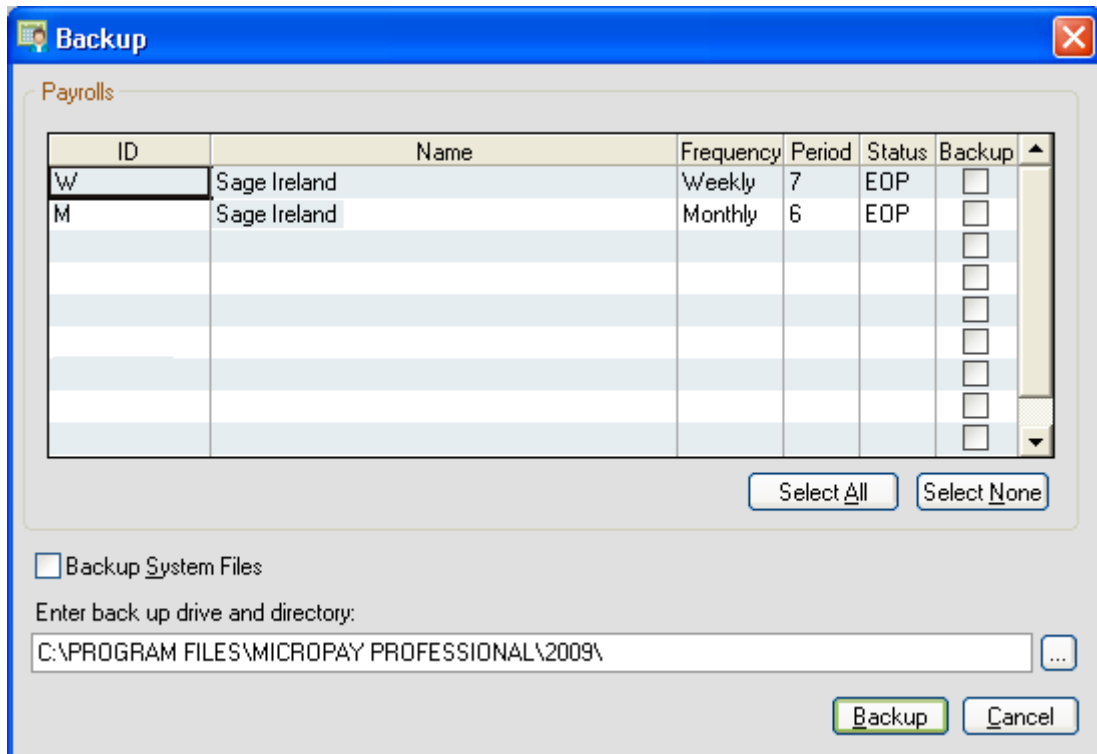 Backup
Payrolls
ID Name Frequency Period Status Backup
W Sage Ireland Weekly 7 EOP
M Sage Ireland Monthly 6 EOP
Select All Select None
Backup System Files
Enter back up drive and directory:
C:\PROGRAM FILES\MICROPAY PROFESSIONAL\2009\ ...
Backup Cancel